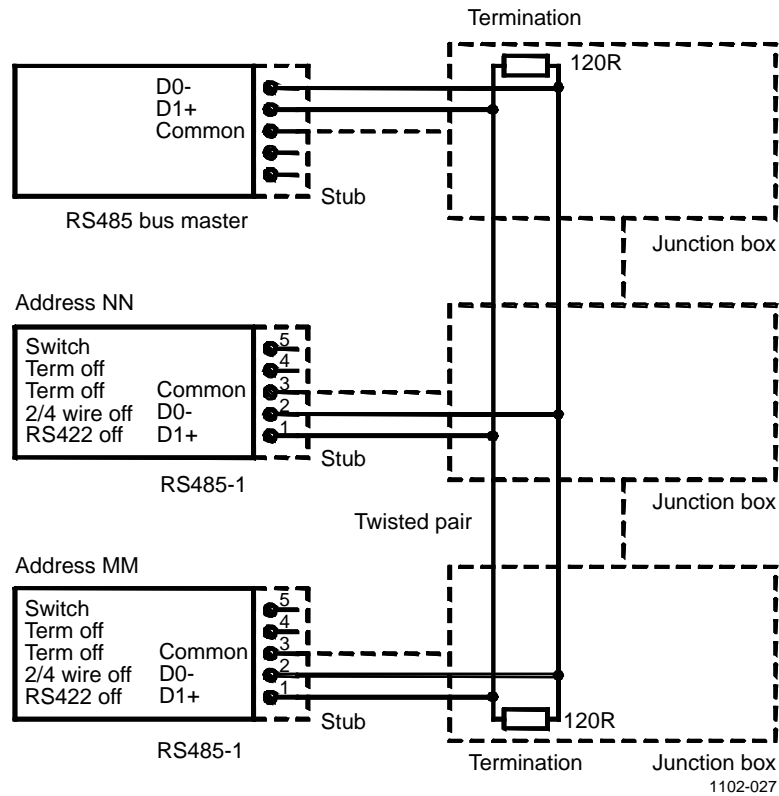 Termination
120R
D0-
D1+
Common
Stub
RS485 bus master
Junction box
Address NN
Switch
Term off
Term off Common
2/4 wire off D0-
RS422 off D1+
5
4
3
2
1
Stub
RS485-1
Junction box
Twisted pair
Address MM
Switch
Term off
Term off Common
2/4 wire off D0-
RS422 off D1+
5
4
3
2
1
Stub
120R
RS485-1
Termination
Junction box
1102-027